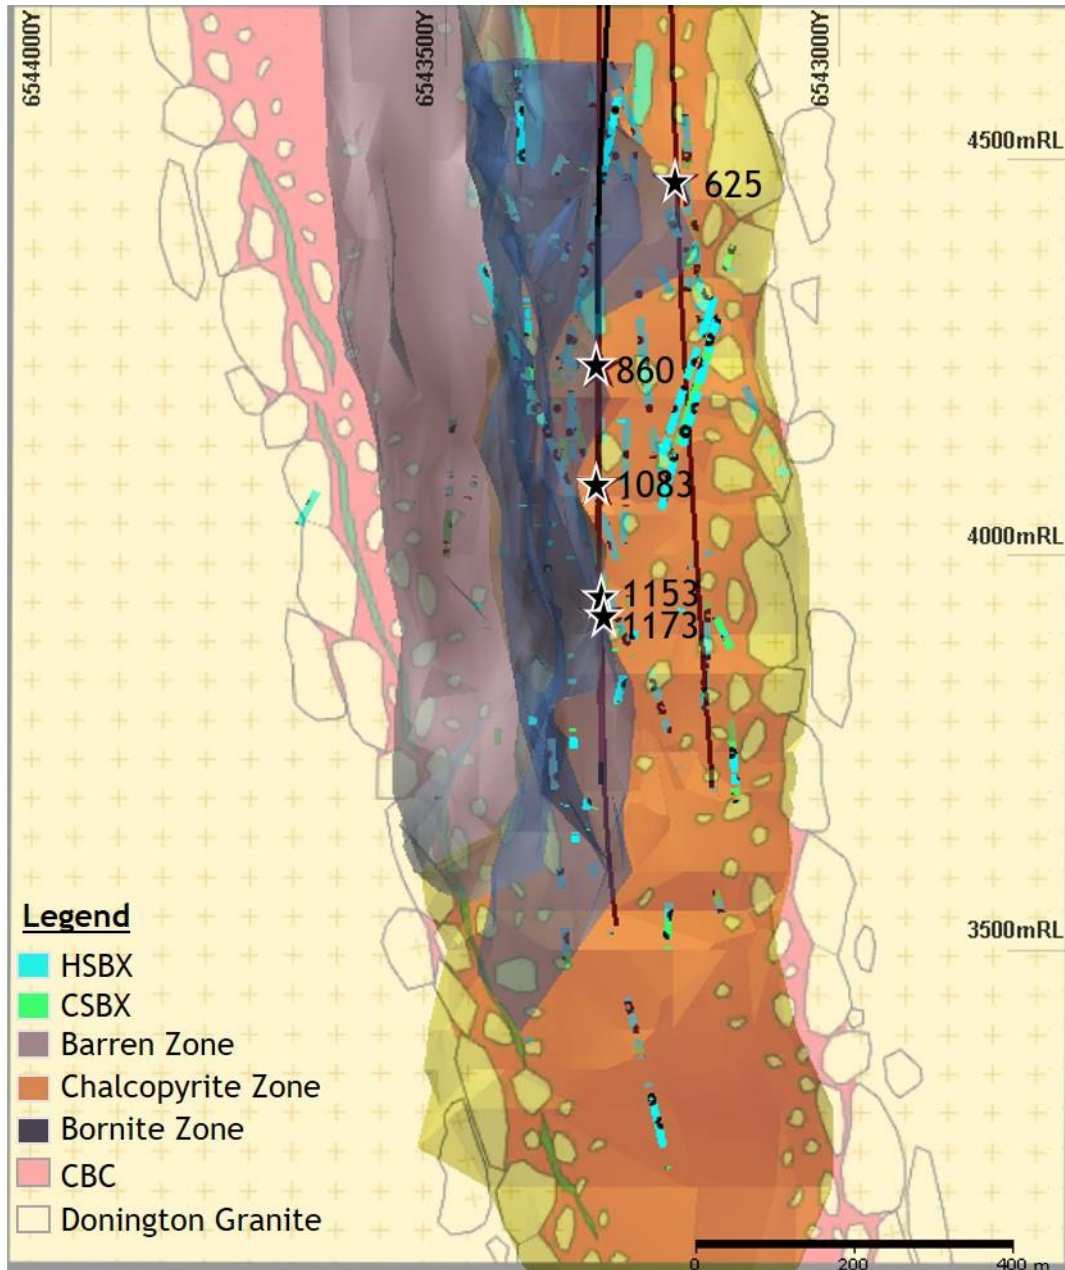 6544000Y
6543500Y
6543000Y
4500mRL
625
860
1083
4000mRL
1153
1173
3500mRL
Legend
HSBX
CSBX
Barren Zone
Chalcopyrite Zone
Bornite Zone
CBC
Donington Granite
0 200 400 m